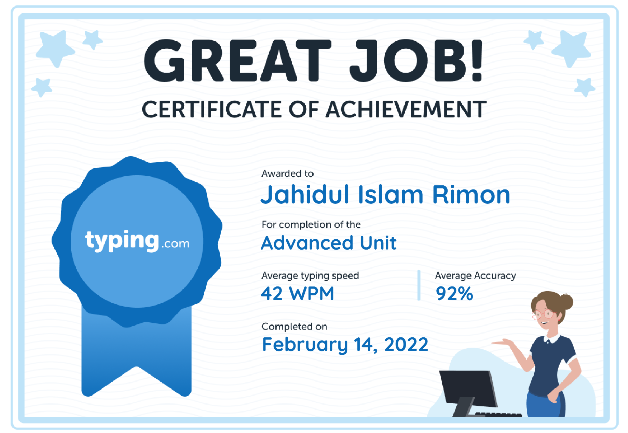 GREAT JOB!
CERTIFICATE OF ACHIEVEMENT
typing.com
Awarded to
Jahidul Islam Rimon
For completion of the
Advanced Unit
Average typing speed
42 WPM
Average Accuracy
92%
Completed on
February 14, 2022